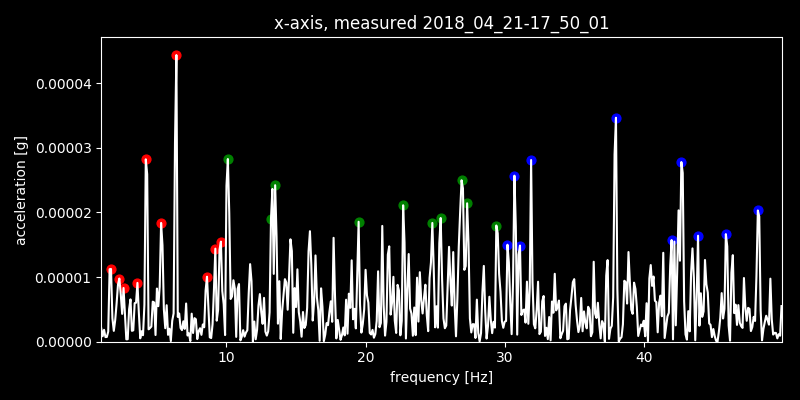 x-axis, measured 2018_04_21-17_50_01
acceleration [g]
0.00004
0.00003
0.00002
0.00001
0.00000
10 20 30 40
frequency [Hz]